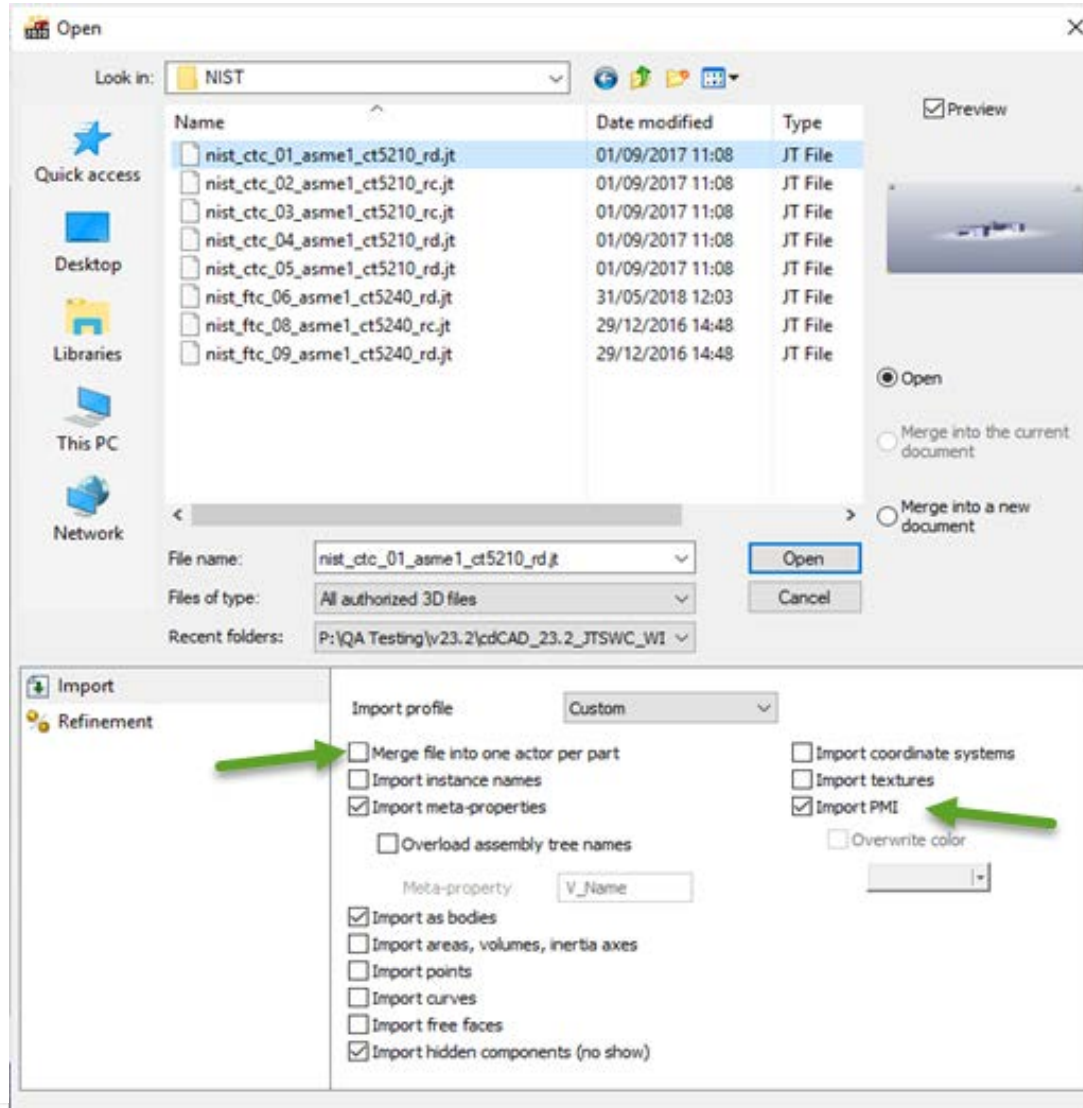 Open
Look in:
NIST
Preview
Name
Date modified
Type
nist_ctc_01_asme1_ct5210_rd.jt 01/09/2017 11:08 JT File
nist_ctc_02_asme1_ct5210_rc.jt 01/09/2017 11:08 JT File
nist_ctc_03_asme1_ct5210_rc.jt 01/09/2017 11:08 JT File
nist_ctc_04_asme1_ct5210_rd.jt 01/09/2017 11:08 JT File
nist_ctc_05_asme1_ct5210_rd.jt 01/09/2017 11:08 JT File
nist_ftc_06_asme1_ct5240_rd.jt 31/05/2018 12:03 JT File
nist_ftc_08_asme1_ct5240_rc.jt 29/12/2016 14:48 JT File
nist_ftc_09_asme1_ct5240_rd.jt 29/12/2016 14:48 JT File
Quick access
Desktop
Libraries
This PC
Network
Open
Merge into the current
document
Merge into a new
document
File name:
nist_ctc_01_asme1_ct5210_rd.jt
Open
Files of type:
All authorized 3D files
Cancel
Recent folders:
P:\QA Testing\v23.2\cdCAD_23.2_JTSWC_WI
Import
Refinement
Import profile
Custom
Merge file into one actor per part
Import instance names
Import meta-properties
Overload assembly tree names
Meta-property
V_Name
Import as bodies
Import areas, volumes, inertia axes
Import points
Import curves
Import free faces
Import hidden components (no show)
Import coordinate systems
Import textures
Import PMI
Overwrite color